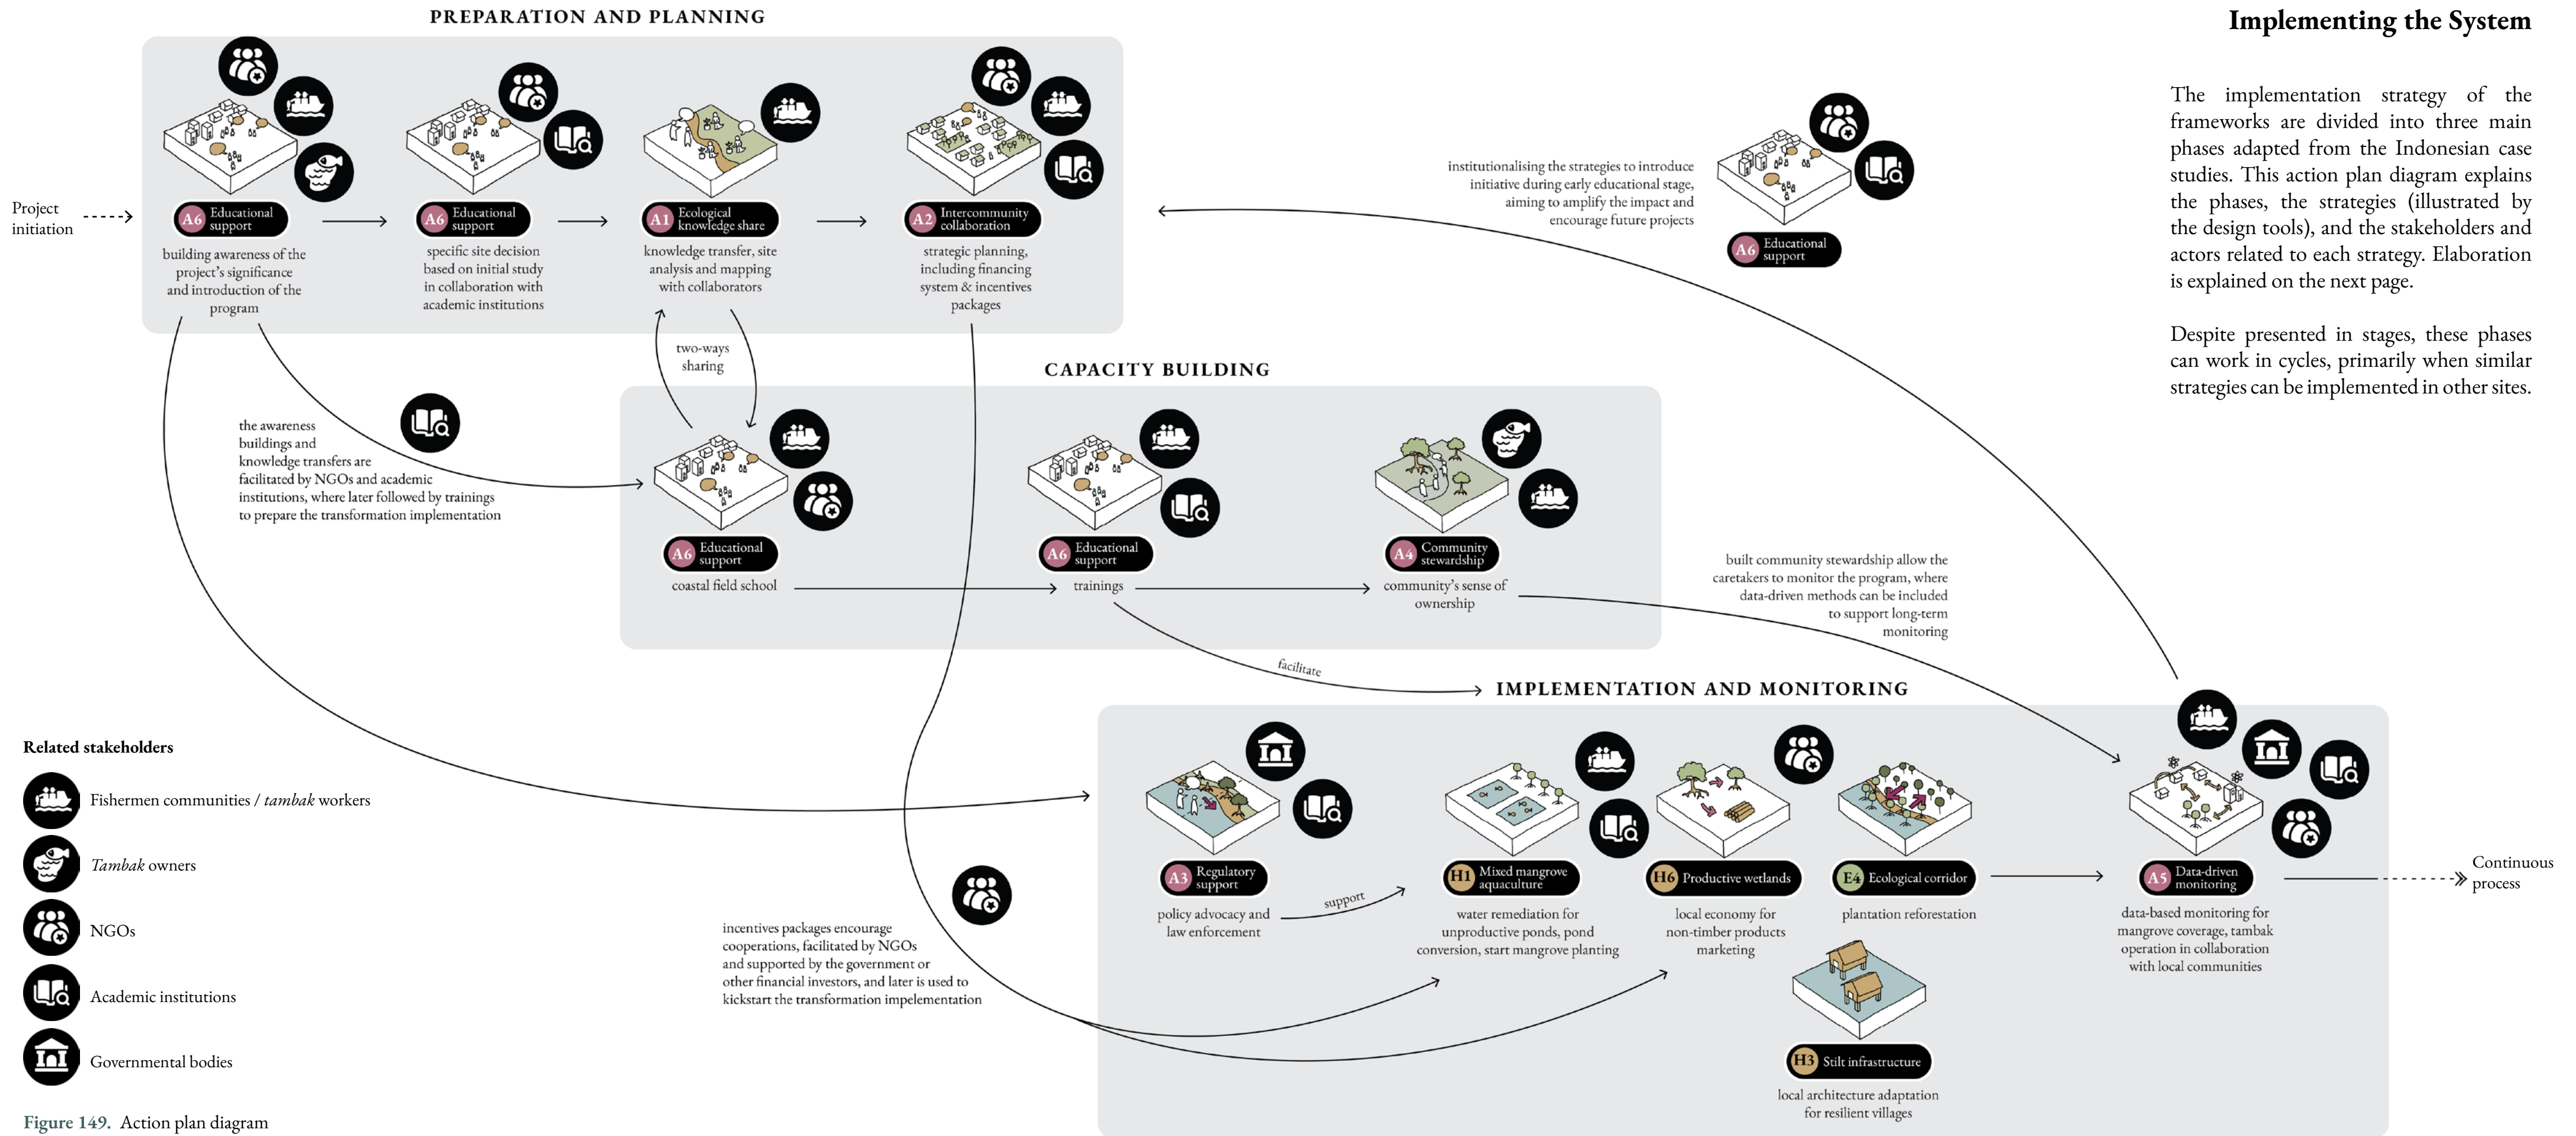 PREPARATION AND PLANNING
Project
initiation
A6 Educational
support
building awareness of the
project's significance
and introduction of the
program
A6 Educational
support
specific site decision
based on initial study
in collaboration with
academic institutions
A1 Ecological
knowledge share
knowledge transfer, site
analysis and mapping
with collaborators
A2 Intercommunity
collaboration
strategic planning,
including financing
system & incentives
packages
institutionalising the strategies to introduce
initiative during early educational stage,
aiming to amplify the impact and
encourage future projects
A6 Educational
support
Implementing the System
The implementation strategy of the
frameworks are divided into three main
phases adapted from the Indonesian case
studies. This action plan diagram explains
the phases, the strategies (illustrated by
the design tools), and the stakeholders and
actors related to each strategy. Elaboration
is explained on the next page.
Despite presented in stages, these phases
can work in cycles, primarily when similar
strategies can be implemented in other sites.
two-ways
sharing
the awareness
buildings and
knowledge transfers are
facilitated by NGOs and academic
institutions, where later followed by trainings
to prepare the transformation implementation
CAPACITY BUILDING
A6 Educational
support
coastal field school
A6 Educational
support
trainings
A4 Community
stewardship
community's sense of
ownership
built community stewardship allow the
caretakers to monitor the program, where
data-driven methods can be included
to support long-term
monitoring
facilitate
IMPLEMENTATION AND MONITORING
A3 Regulatory
support
policy advocacy and
law enforcement
support
H1 Mixed mangrove
aquaculture
water remediation for
unproductive ponds, pond
conversion, start mangrove planting
H6 Productive wetlands
local economy for
non-timber products
marketing
E4 Ecological corridor
plantation reforestation
H3 Stilt infrastructure
local architecture adaptation
for resilient villages
A5 Data-driven
monitoring
data-based monitoring for
mangrove coverage, tambak
operation in collaboration
with local communities
Continuous
process
incentives packages encourage
cooperations, facilitated by NGOs
and supported by the government or
other financial investors, and later is used to
kickstart the transformation impelementation
Related stakeholders
Fishermen communities / tambak workers
Tambak owners
NGOs
Academic institutions
Governmental bodies
Figure 149. Action plan diagram